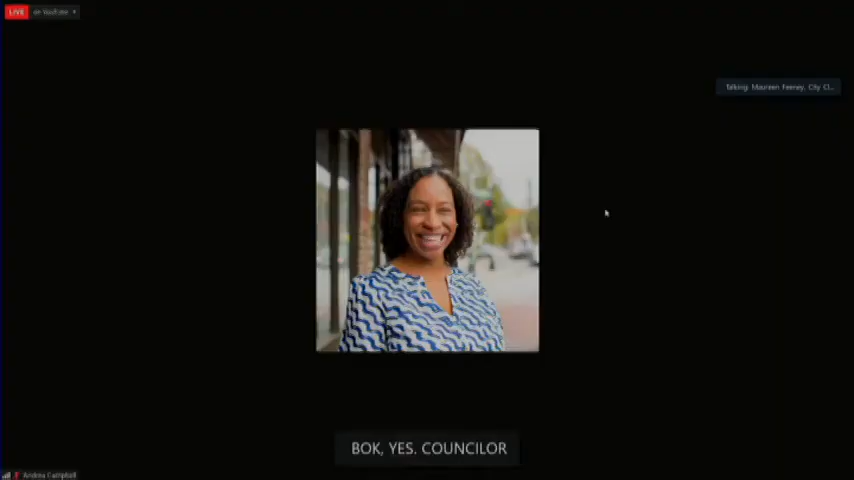 LIVE on YouTube
Talking: Maureen Feeney, City Cl...
BOK, YES. COUNCILOR
Andrea Campbell